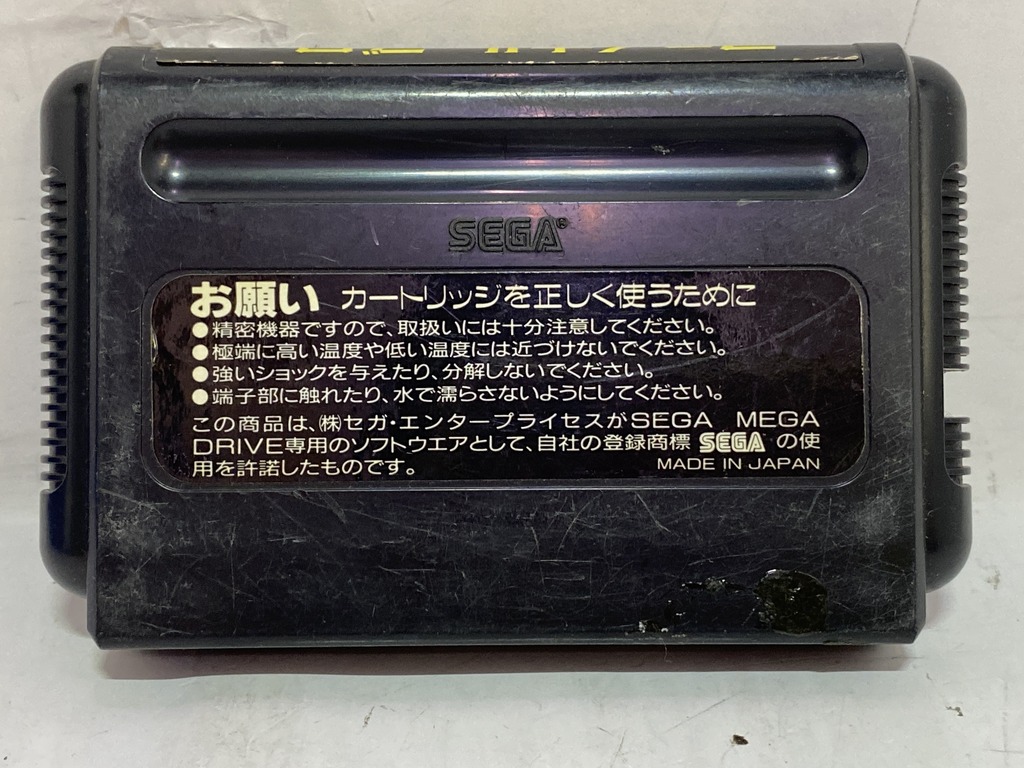 SEGA®
お願い カートリッジを正しく使うために
●精密機器ですので、取扱いには十分注意してください。
●極端に高い温度や低い温度には近づけないでください。
●強いショックを与えたり、分解しないでください。
●端子部に触れたり、水で濡らさないようにしてください。
この商品は、㈱セガ・エンタープライゼスがSEGA MEGA
DRIVE専用のソフトウエアとして、自社の登録商標 SEGA の使
用を許諾したものです。 MADE IN JAPAN